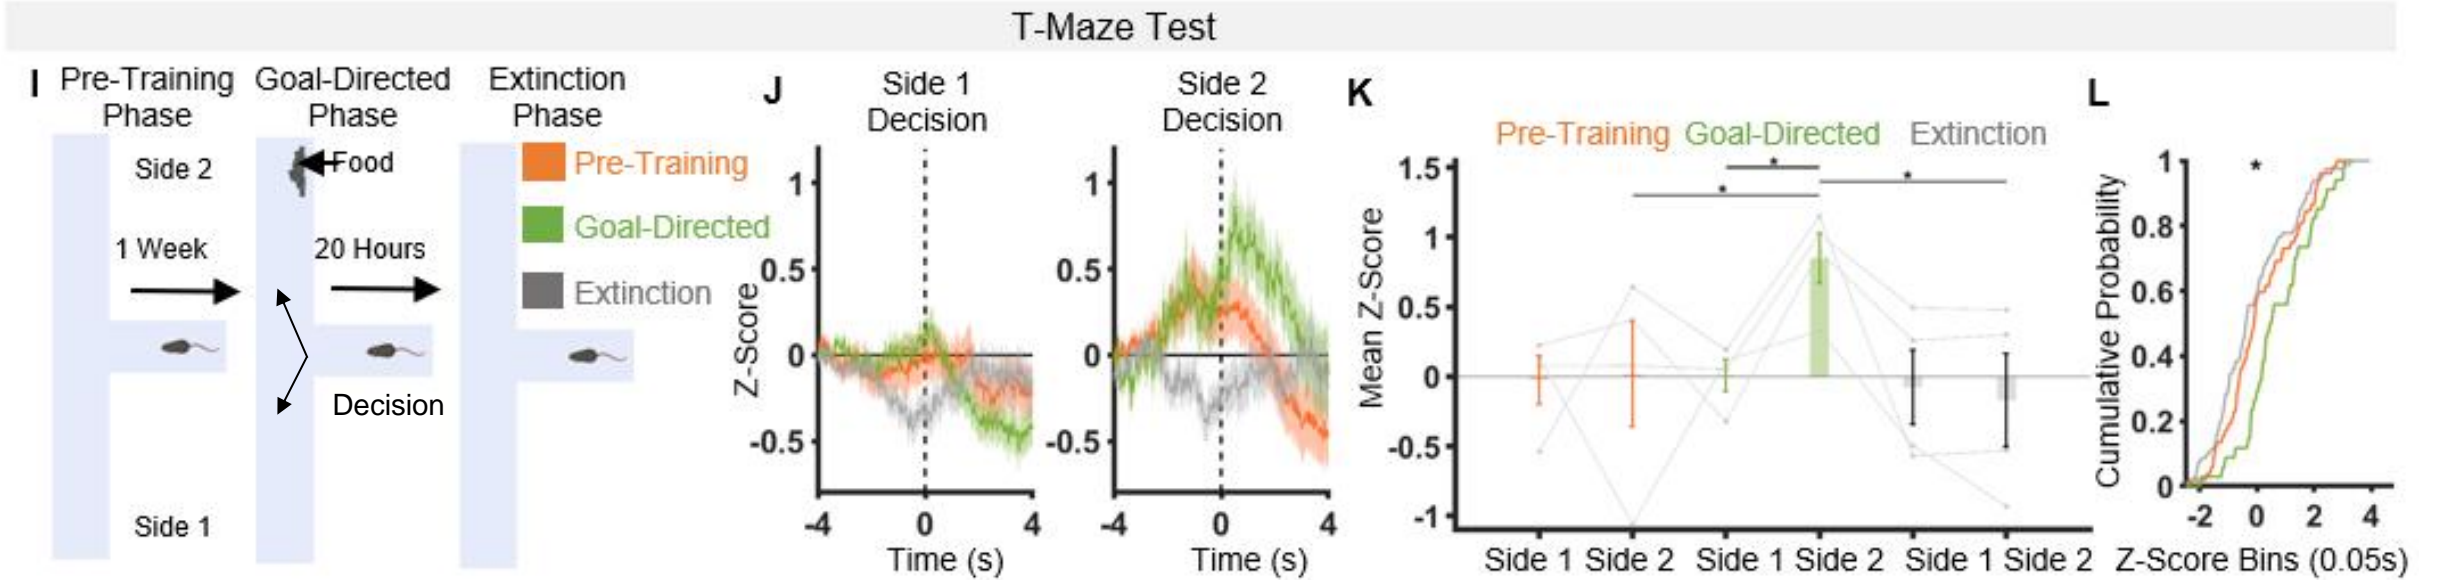 T-Maze Test
I
Pre-Training
Phase
Goal-Directed
Phase
Extinction
Phase
Side 2
Food
1 Week
20 Hours
Decision
Side 1
Pre-Training
Goal-Directed
Extinction
J
Side 1
Decision
Side 2
Decision
Z-Score
1
0.5
0
-0.5
-4
0
4
Time (s)
1
0.5
0
-0.5
-4
0
4
Time (s)
K
Pre-Training
Goal-Directed
Extinction
*
*
*
Mean Z-Score
1.5
1
0.5
0
-0.5
-1
Side 1
Side 2
Side 1
Side 2
Side 1
Side 2
L
*
Cumulative Probability
1
0.8
0.6
0.4
0.2
0
-2
0
2
4
Z-Score Bins (0.05s)